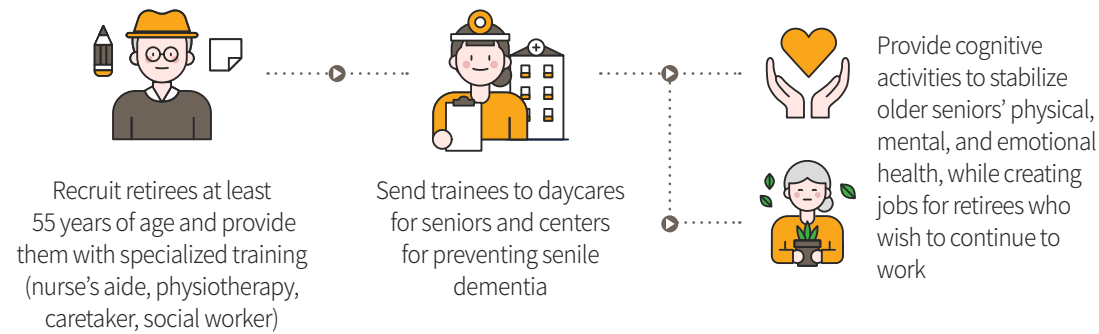 Recruit retirees at least
55 years of age and provide
them with specialized training
(nurse’s aide, physiotherapy,
caretaker, social worker)
Send trainees to daycares
for seniors and centers
for preventing senile
dementia
Provide cognitive
activities to stabilize
older seniors’ physical,
mental, and emotional
health, while creating
jobs for retirees who
wish to continue to
work